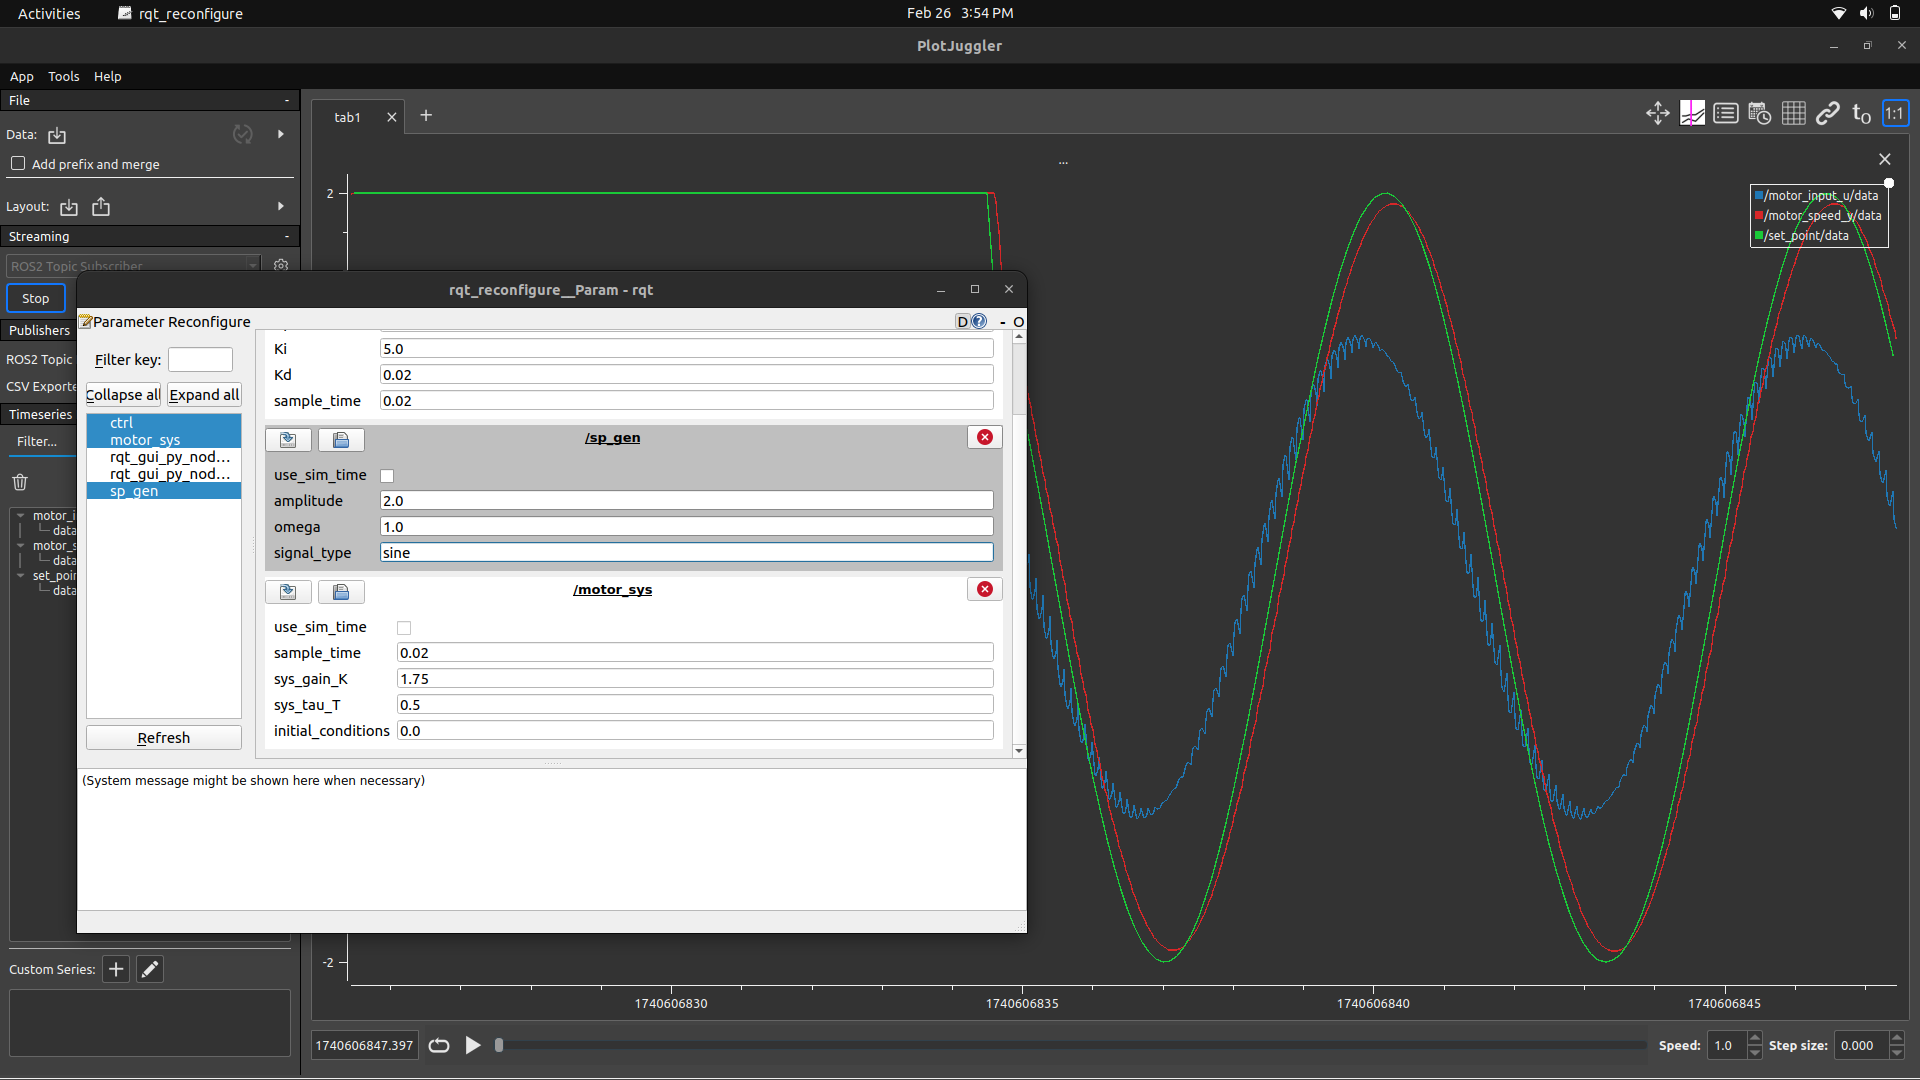 Activities
rqt_reconfigure
Feb 26 3:54 PM
PlotJuggler
App Tools Help
File -
Data:
Add prefix and merge
Layout:
Streaming -
ROS2 Topic Subscriber
Stop
Publishers
ROS2 Topic
CSV Exporte
Timeseries
Filter...
motor_i
data
motor_s
data
set_poin
data
Custom Series:
tab1
+
t0
1:1
...
2
-2
/motor_input_u/data
/motor_speed_y/data
/set_point/data
1740606830
1740606835
1740606840
1740606845
1740606847.397
Speed: 1.0
Step size: 0.000
rqt_reconfigure__Param - rqt
Parameter Reconfigure
D
- O
Filter key:
Collapse all
Expand all
ctrl
motor_sys
rqt_gui_py_nod...
rqt_gui_py_nod...
sp_gen
Refresh
Ki 5.0
Kd 0.02
sample_time 0.02
/sp_gen
use_sim_time
amplitude 2.0
omega 1.0
signal_type sine
/motor_sys
use_sim_time
sample_time 0.02
sys_gain_K 1.75
sys_tau_T 0.5
initial_conditions 0.0
(System message might be shown here when necessary)